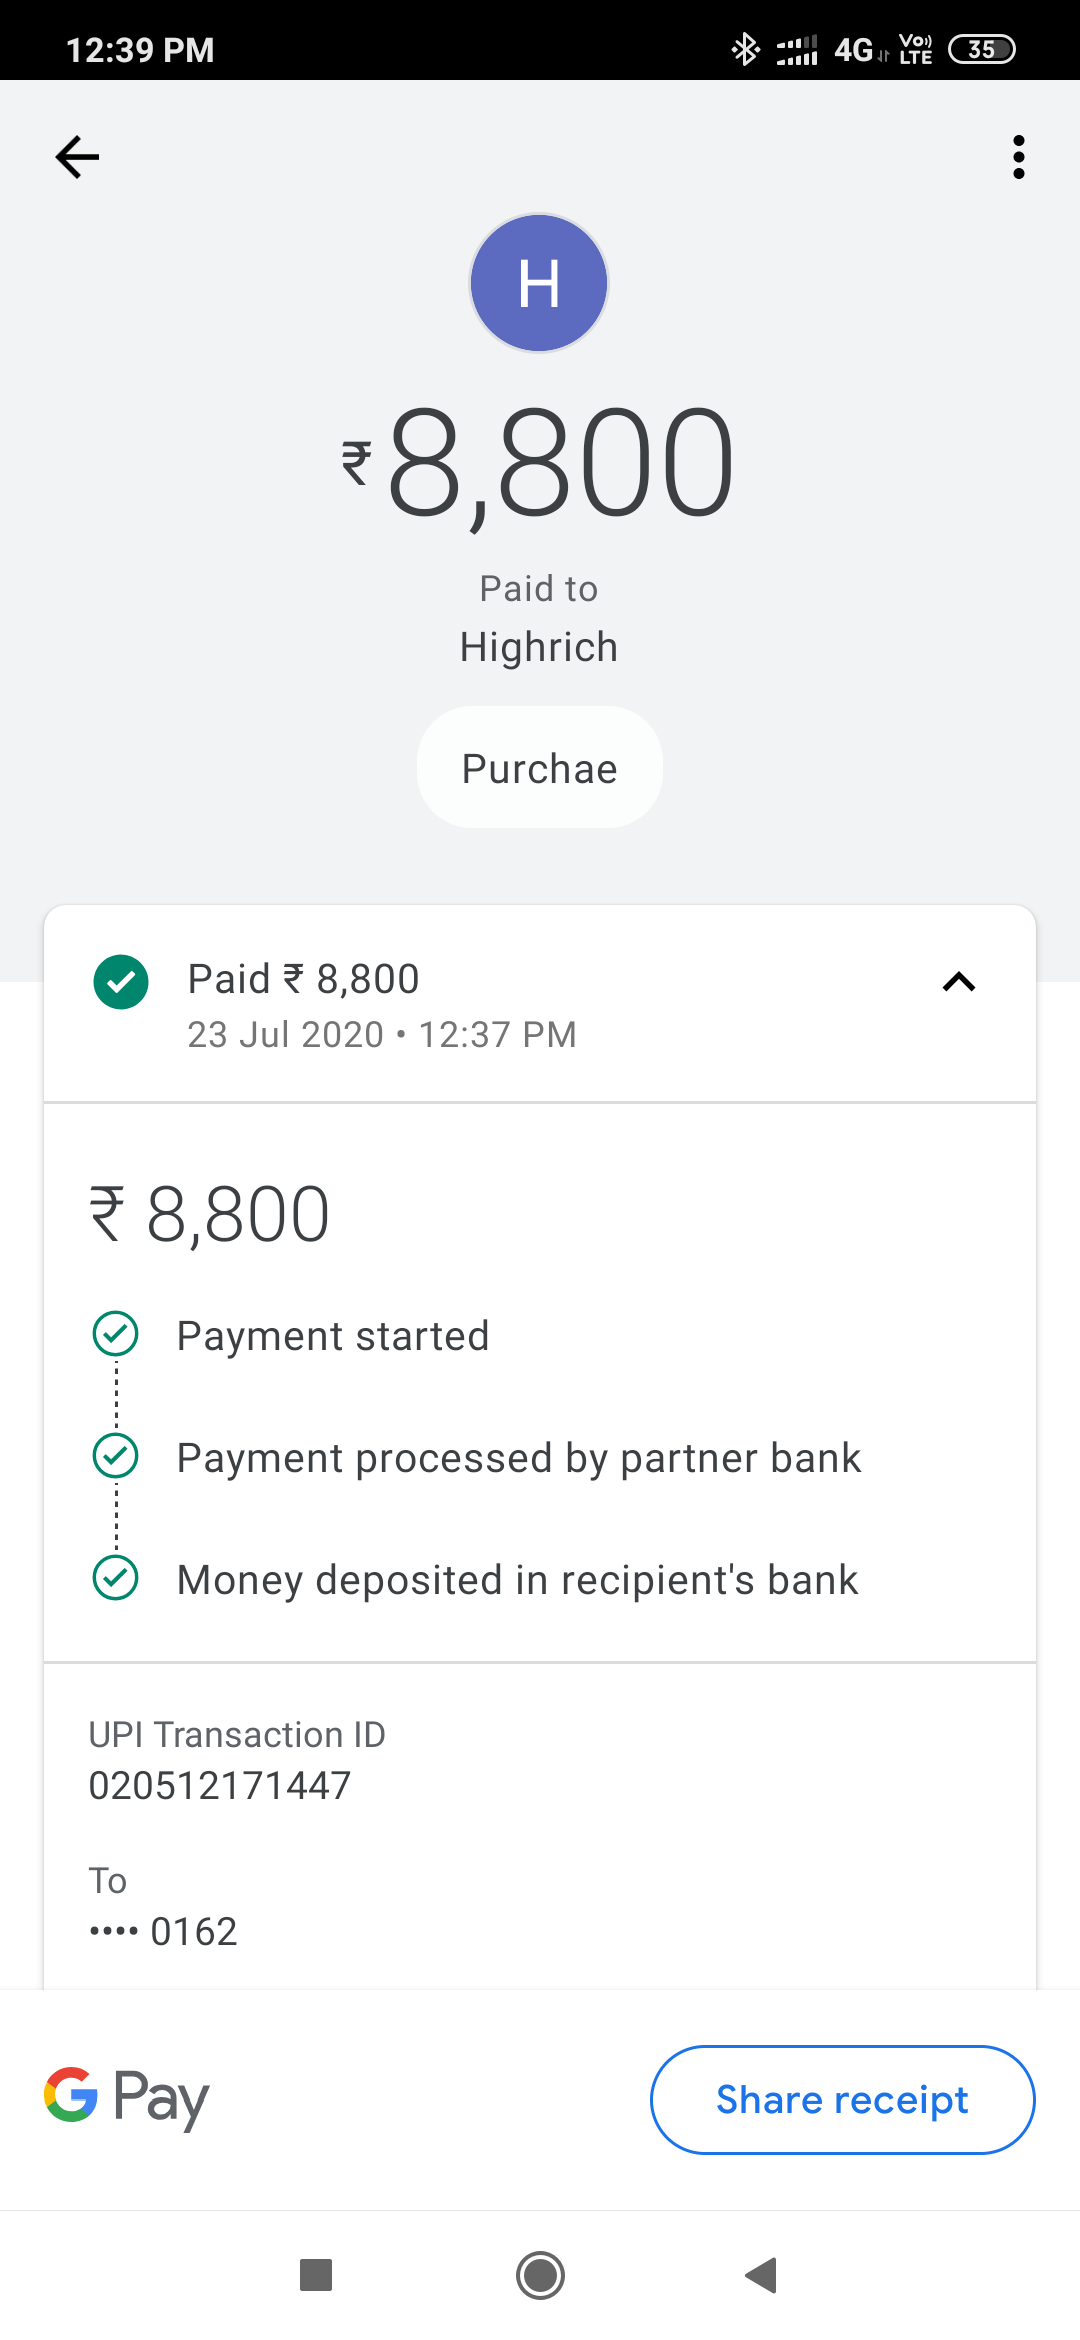 12:39 PM 4G Vo) LTE 35
H
₹8,800
Paid to
Highrich
Purchae
Paid ₹ 8,800
23 Jul 2020 • 12:37 PM
₹ 8,800
Payment started
Payment processed by partner bank
Money deposited in recipient's bank
UPI Transaction ID
020512171447
To
•••• 0162
G Pay Share receipt